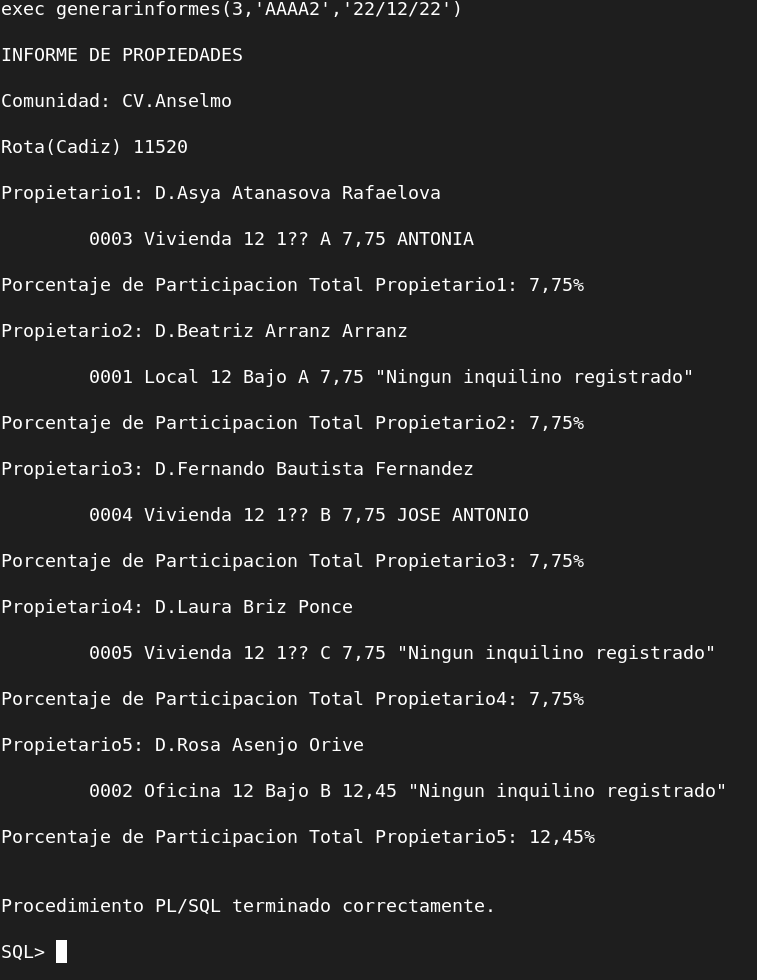 exec generarinformes(3,'AAAA2','22/12/22')
INFORME DE PROPIEDADES
Comunidad: CV.Anselmo
Rota(Cadiz) 11520
Propietario1: D.Asya Atanasova Rafaelova
0003 Vivienda 12 1?? A 7,75 ANTONIA
Porcentaje de Participacion Total Propietario1: 7,75%
Propietario2: D.Beatriz Arranz Arranz
0001 Local 12 Bajo A 7,75 "Ningun inquilino registrado"
Porcentaje de Participacion Total Propietario2: 7,75%
Propietario3: D.Fernando Bautista Fernandez
0004 Vivienda 12 1?? B 7,75 JOSE ANTONIO
Porcentaje de Participacion Total Propietario3: 7,75%
Propietario4: D.Laura Briz Ponce
0005 Vivienda 12 1?? C 7,75 "Ningun inquilino registrado"
Porcentaje de Participacion Total Propietario4: 7,75%
Propietario5: D.Rosa Asenjo Orive
0002 Oficina 12 Bajo B 12,45 "Ningun inquilino registrado"
Porcentaje de Participacion Total Propietario5: 12,45%
Procedimiento PL/SQL terminado correctamente.
SQL>